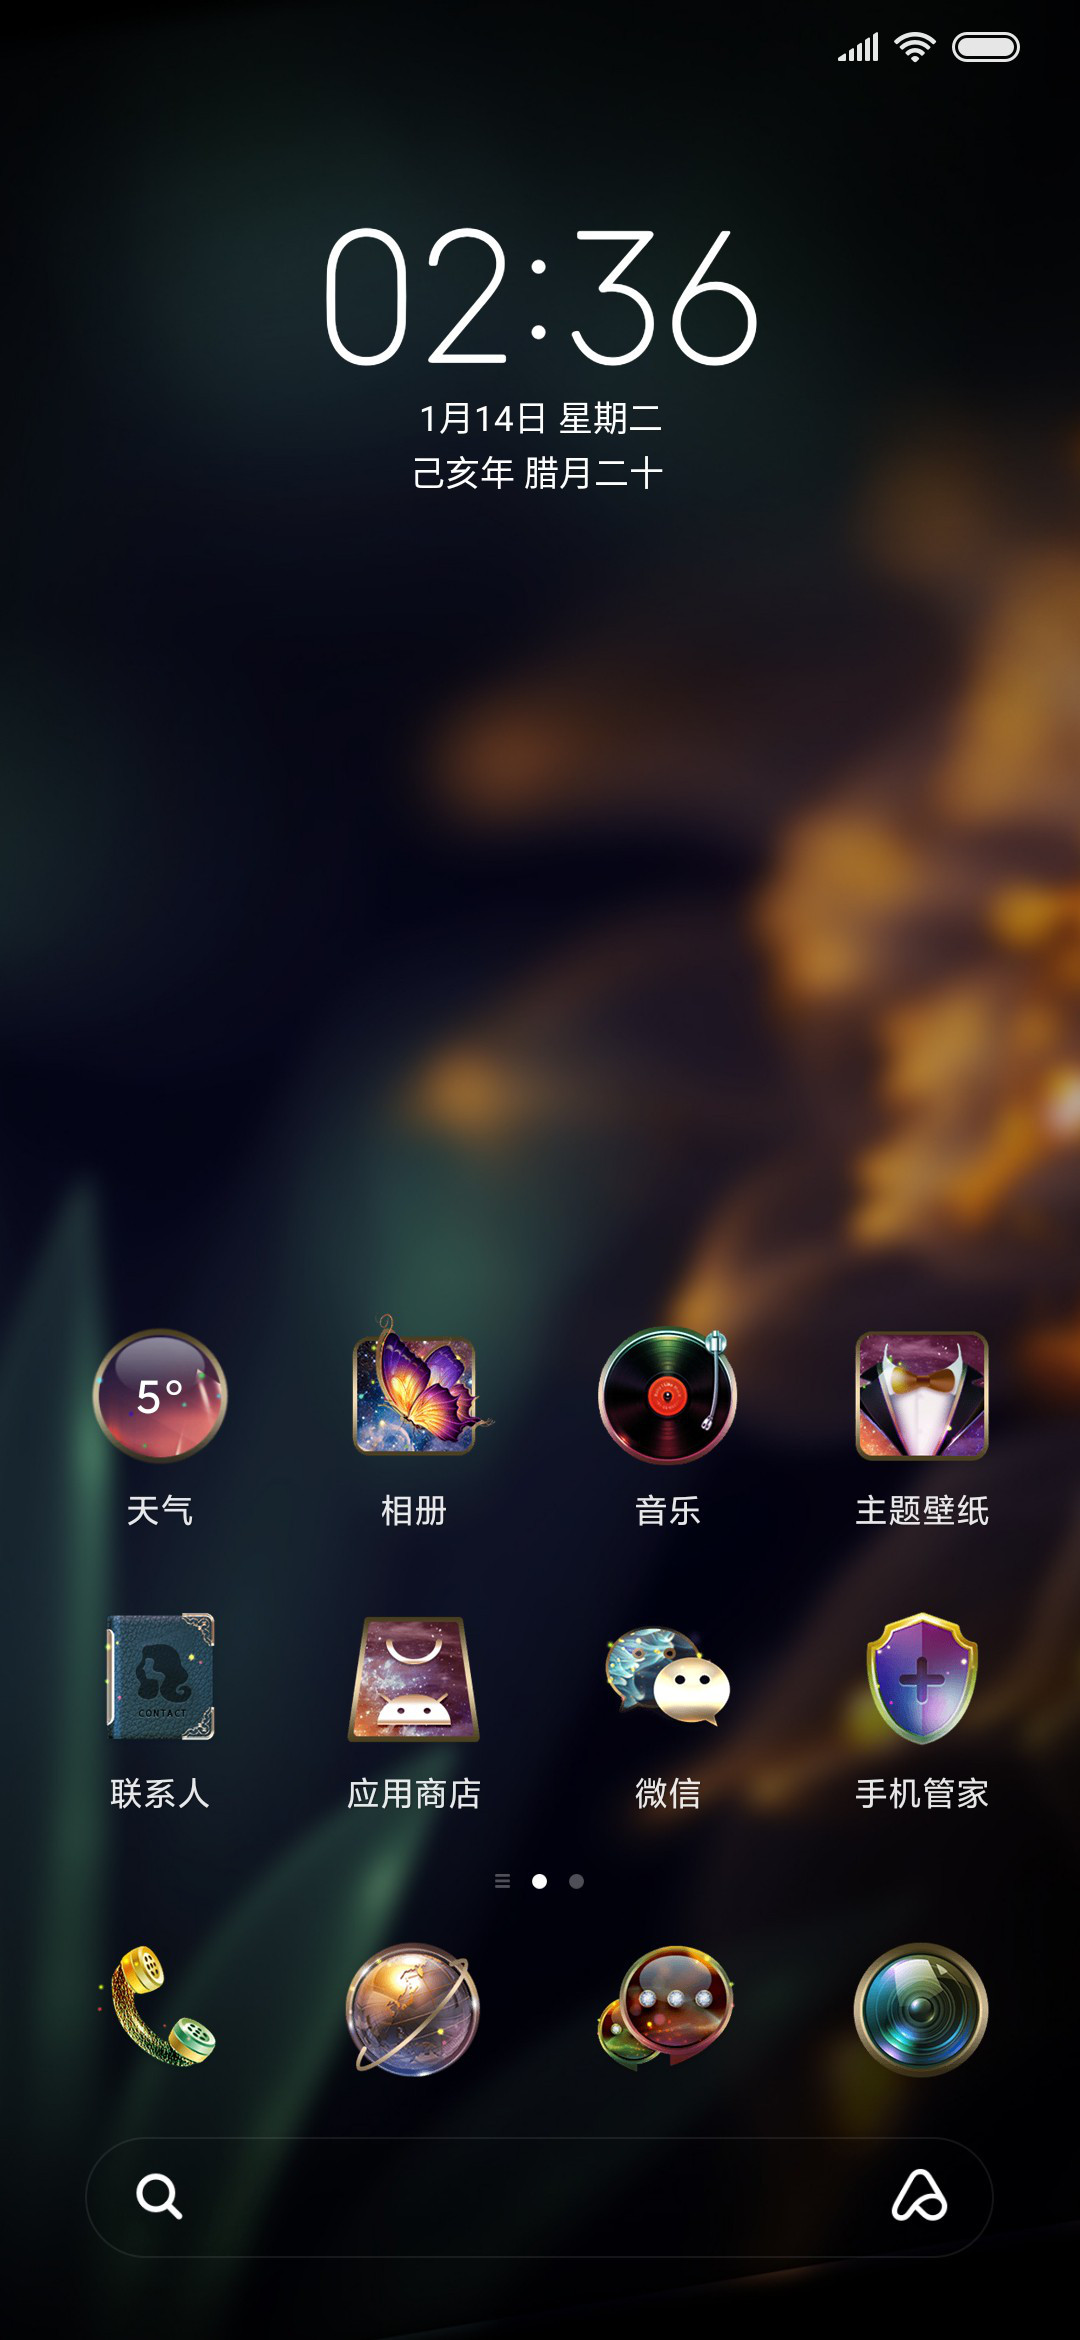 02:36
1月14日 星期二
己亥年 腊月二十
5°
天气
相册
音乐
主题壁纸
CONTACT
联系人
应用商店
微信
手机管家